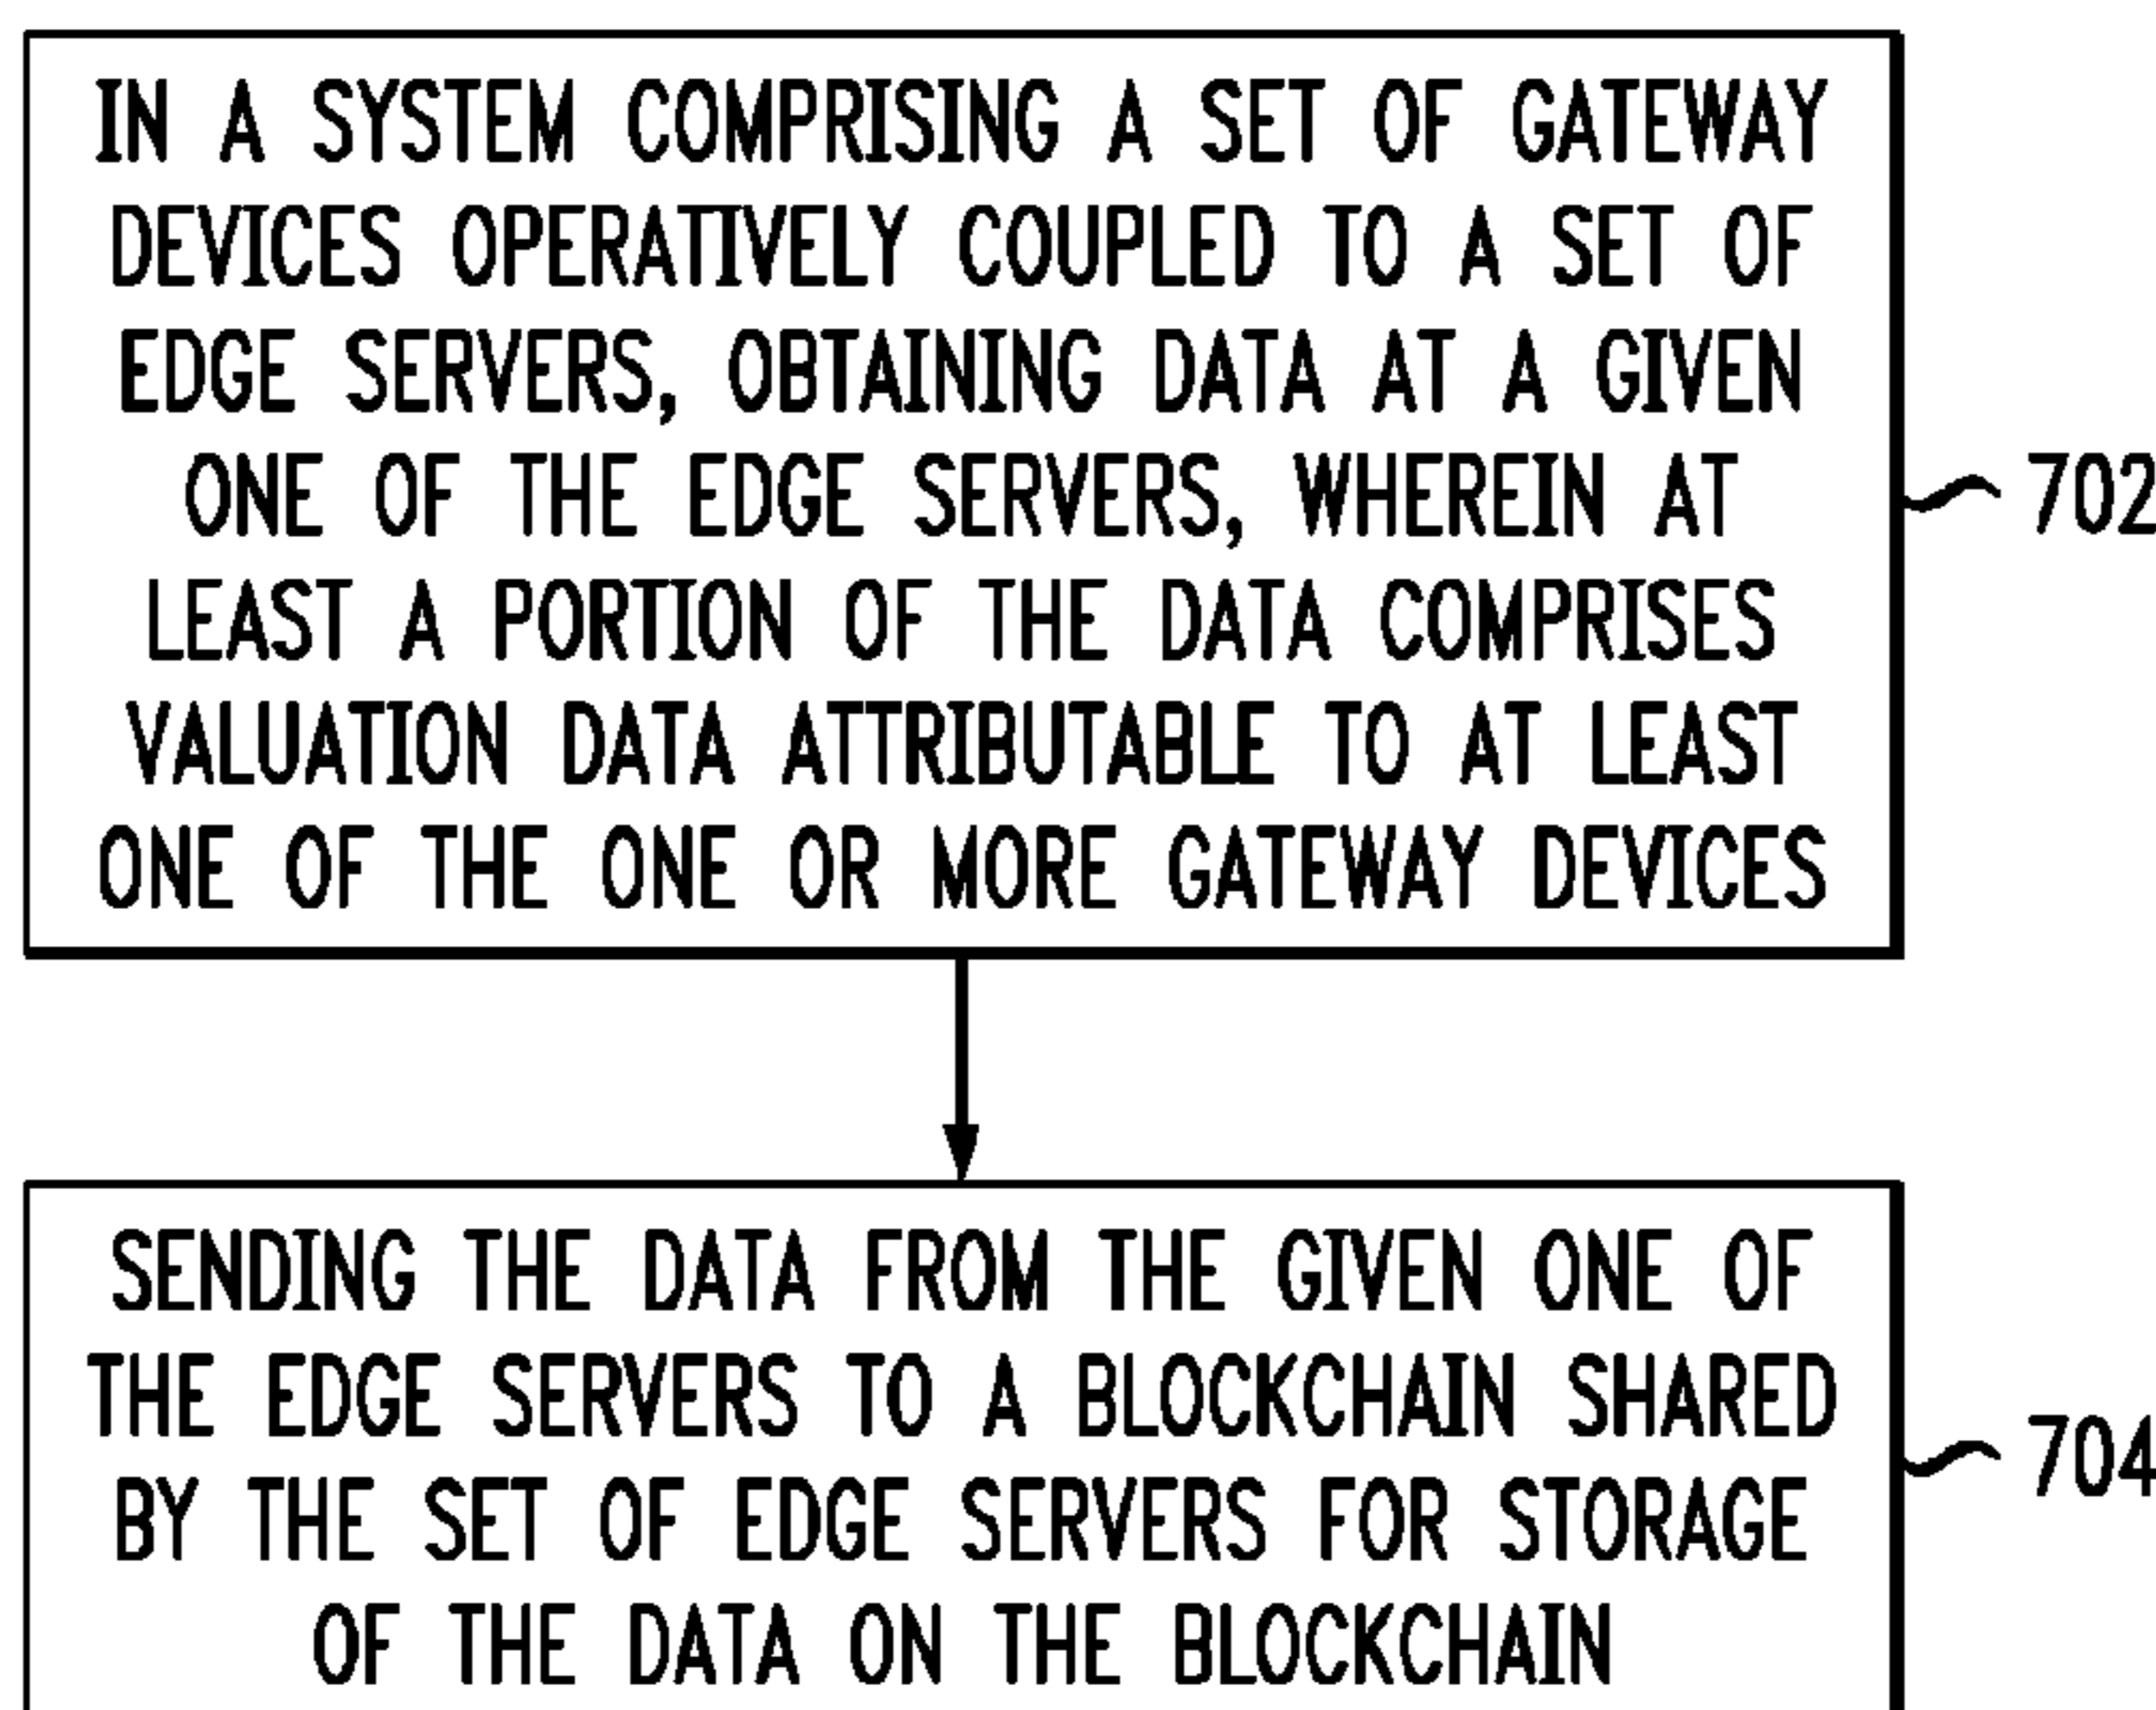 IN A SYSTEM COMPRISING A SET OF GATEWAY
DEVICES OPERATIVELY COUPLED TO A SET OF
EDGE SERVERS, OBTAINING DATA AT A GIVEN
ONE OF THE EDGE SERVERS, WHEREIN AT
LEAST A PORTION OF THE DATA COMPRISES
VALUATION DATA ATTRIBUTABLE TO AT LEAST
ONE OF THE ONE OR MORE GATEWAY DEVICES
702
SENDING THE DATA FROM THE GIVEN ONE OF
THE EDGE SERVERS TO A BLOCKCHAIN SHARED
BY THE SET OF EDGE SERVERS FOR STORAGE
OF THE DATA ON THE BLOCKCHAIN
704